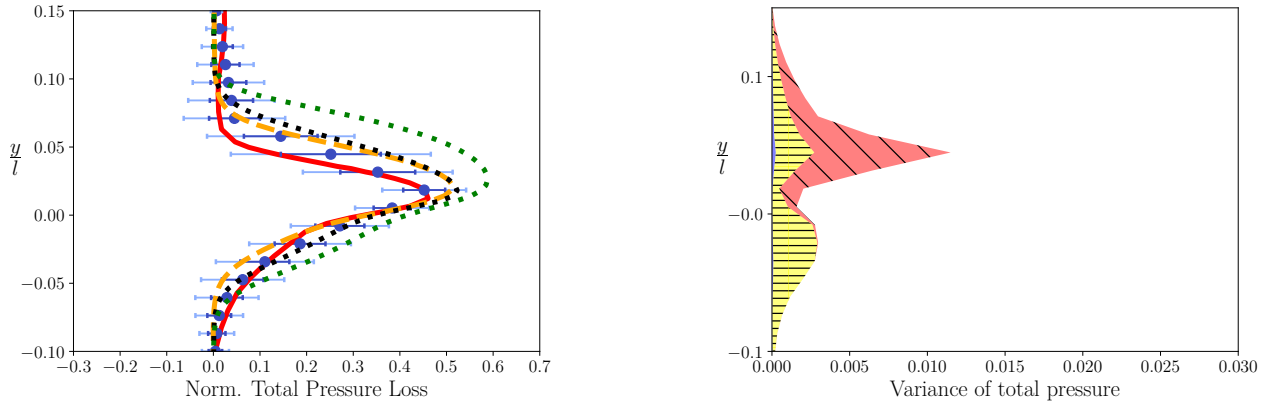 0.15
0.10
0.05
0.00
−0.05
−0.10
y
l
−0.3 −0.2 −0.1 0.0 0.1 0.2 0.3 0.4 0.5 0.6 0.7
Norm. Total Pressure Loss
0.1
−0.0
−0.1
y
l
0.000 0.005 0.010 0.015 0.020 0.025 0.030
Variance of total pressure